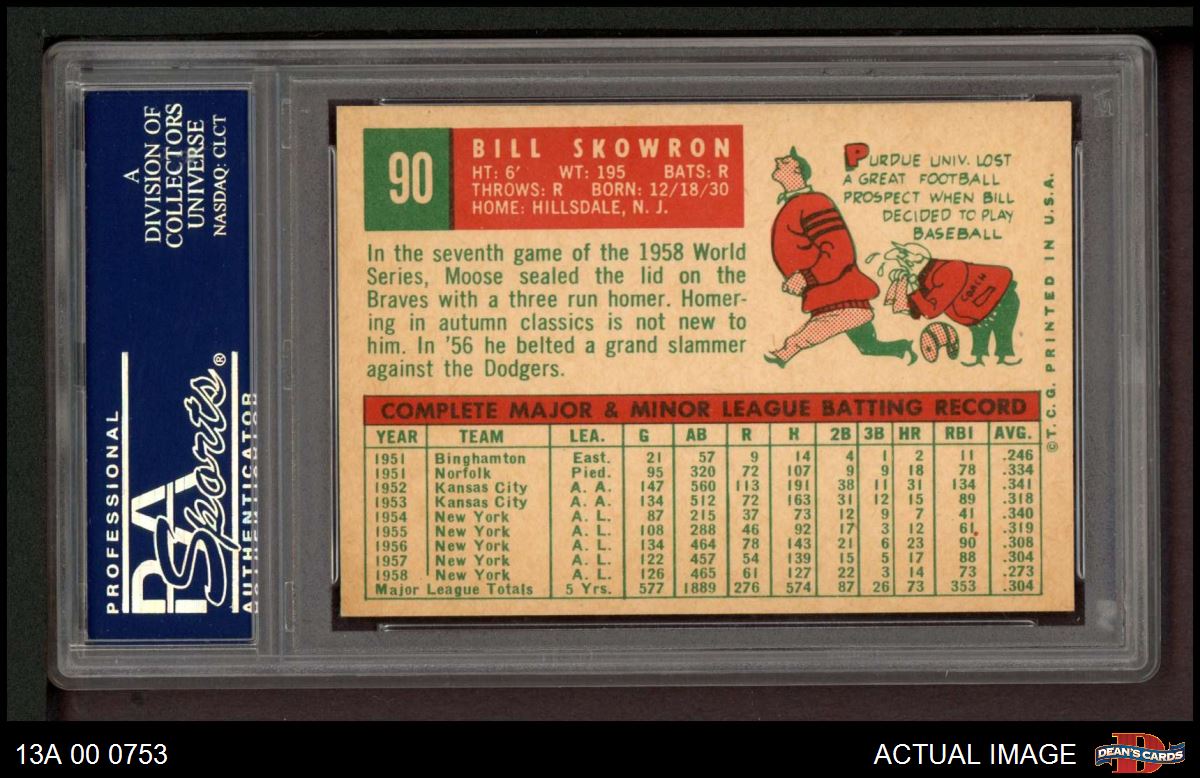 A
DIVISION OF
COLLECTORS
UNIVERSE
NASDAQ: CLCT
PROFESSIONAL
PSA
Sports®
AUTHENTICATOR
90
BILL SKOWRON
HT: 6' WT: 195 BATS: R
THROWS: R BORN: 12/18/30
HOME: HILLSDALE, N. J.
In the seventh game of the 1958 World
Series, Moose sealed the lid on the
Braves with a three run homer. Homer-
ing in autumn classics is not new to
him. In '56 he belted a grand slammer
against the Dodgers.
PURDUE UNIV. LOST
A GREAT FOOTBALL
PROSPECT WHEN BILL
DECIDED TO PLAY
BASEBALL
COACH
COMPLETE MAJOR & MINOR LEAGUE BATTING RECORD
YEAR TEAM LEA. G AB R H 2B 3B HR RBI AVG.
1951 Binghamton East. 21 57 9 14 4 1 2 11 .246
1951 Norfolk Pied. 95 320 72 107 9 9 18 78 .334
1952 Kansas City A. A. 147 560 113 191 38 11 31 134 .341
1953 Kansas City A. A. 134 512 72 163 31 12 15 89 .318
1954 New York A. L. 87 215 37 73 12 9 7 41 .340
1955 New York A. L. 108 288 46 92 17 3 12 61 .319
1956 New York A. L. 134 464 78 143 21 6 23 90 .308
1957 New York A. L. 122 457 54 139 15 5 17 88 .304
1958 New York A. L. 126 465 61 127 22 3 14 73 .273
Major League Totals 5 Yrs. 577 1889 276 574 87 26 73 353 .304
©T. C. G. PRINTED IN U. S. A.
13A 00 0753
ACTUAL IMAGE
DEAN'S CARDS